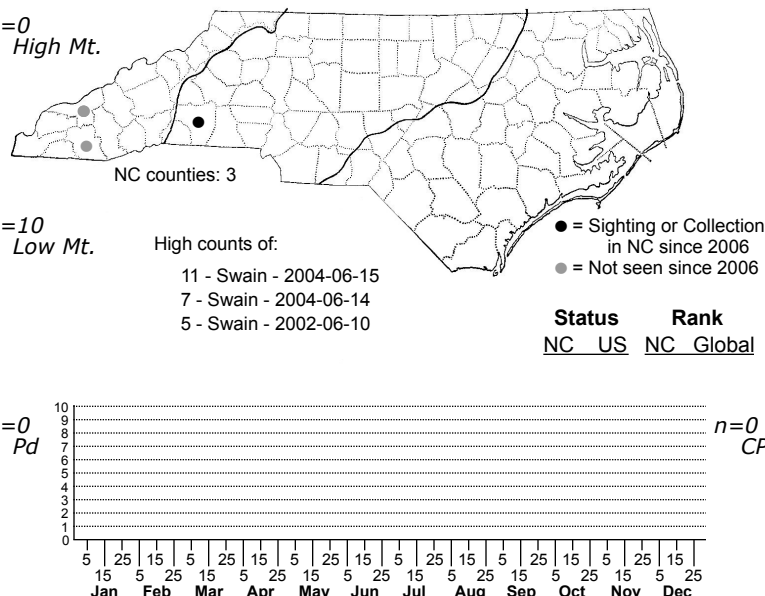 =0
High Mt.
NC counties: 3
=10
Low Mt.
High counts of:
11 - Swain - 2004-06-15
7 - Swain - 2004-06-14
5 - Swain - 2002-06-10
● = Sighting or Collection
in NC since 2006
● = Not seen since 2006
Status Rank
NC US NC Global
=0
Pd
n=0
CP
10
9
8
7
6
5
4
3
2
1
0
5 25 15 5 25 15 5 25 15 5 25 15 5 25 15 5 25 15
15 5 25 15 5 25 15 5 25 15 5 25 15 5 25 15 5 25
Jan Feb Mar Apr May Jun Jul Aug Sep Oct Nov Dec